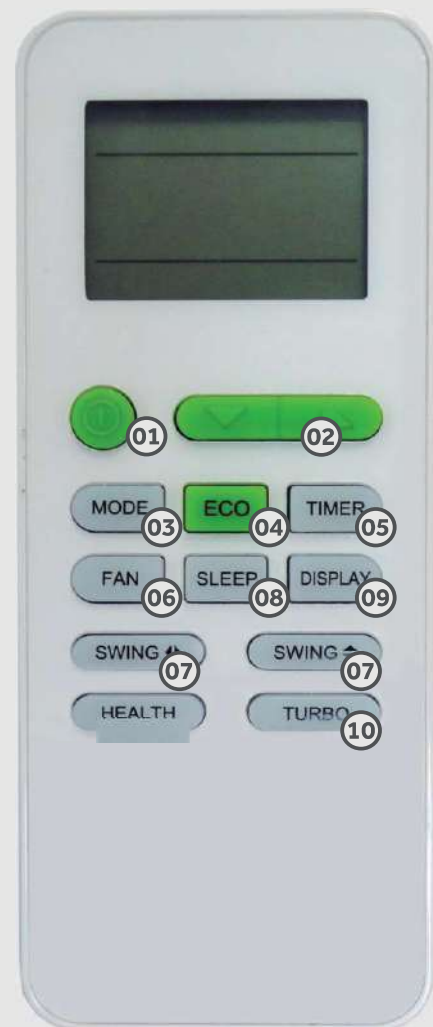 01 02
MODE 03 ECO 04 TIMER 05
FAN 06 SLEEP 08 DISPLAY 09
SWING 07 SWING 07
HEALTH TURBO 10